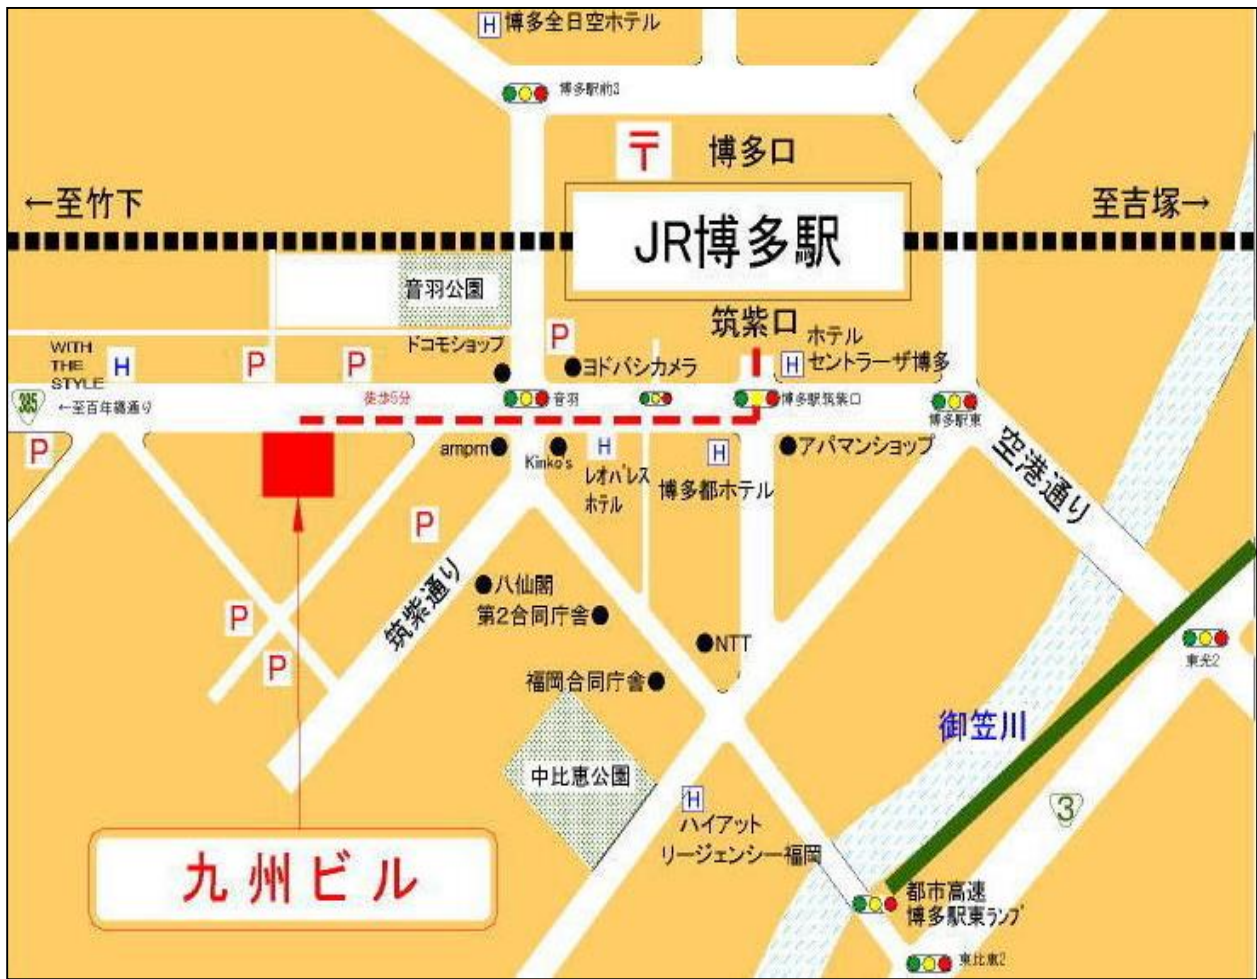 H 博多全日空ホテル
博多駅前3
〒
博多口
←至竹下
至吉塚→
JR博多駅
音羽公園
筑紫口
ドコモショップ
P
ホテル
H セントラーザ博多
WITH
THE
STYLE
H
P
P
ヨドバシカメラ
385
←至百年橋通り
徒歩5分
音羽
博多駅筑紫口
博多駅東
P
ampm
Kinko's
H
レオパレス
ホテル
H
博多都ホテル
アパマンショップ
空港通り
P
筑紫通り
八仙閣
第2合同庁舎
P
NTT
東光2
P
福岡合同庁舎
御笠川
中比恵公園
H
ハイアット
リージェンシー福岡
3
九州ビル
都市高速
博多駅東ランプ
東比恵2